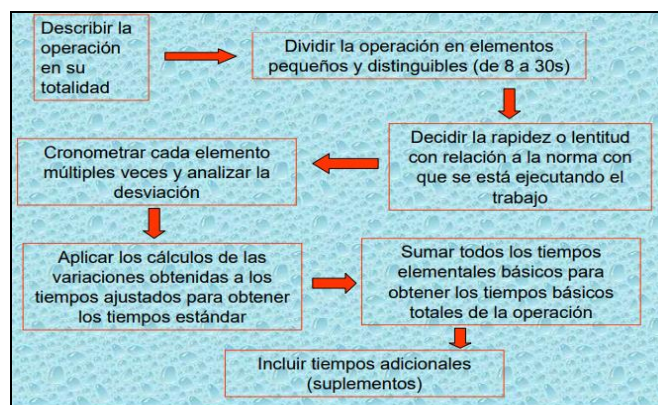 Describir la
operación
en su
totalidad
Dividir la operación en elementos
pequeños y distinguibles (de 8 a 30s)
Decidir la rapidez o lentitud
con relación a la norma con
que se está ejecutando el
trabajo
Cronometrar cada elemento
múltiples veces y analizar la
desviación
Aplicar los cálculos de las
variaciones obtenidas a los
tiempos ajustados para obtener
los tiempos estándar
Sumar todos los tiempos
elementales básicos para
obtener los tiempos básicos
totales de la operación
Incluir tiempos adicionales
(suplementos)